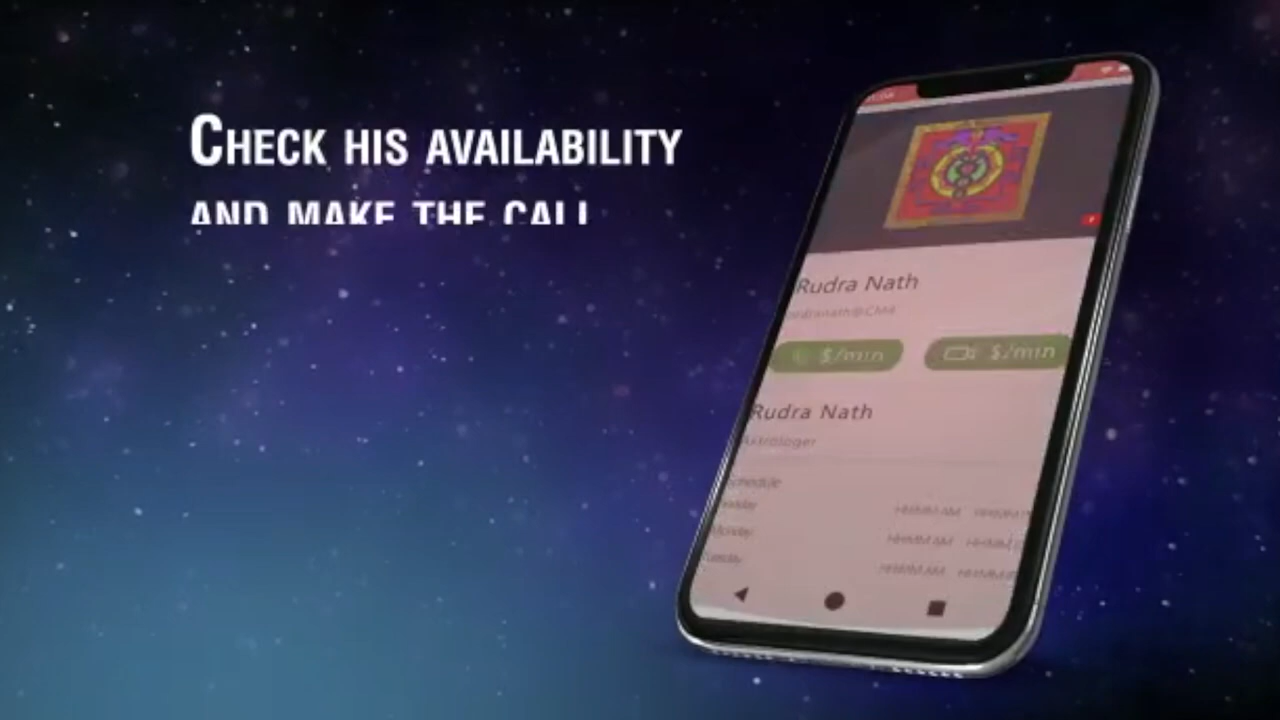 Check his availability
and make the call
Rudra Nath
$/min $/min
Rudra Nath
Astrologer
Schedule
Sunday HH:MM AM
Monday HH:MM AM
Tuesday HH:MM AM